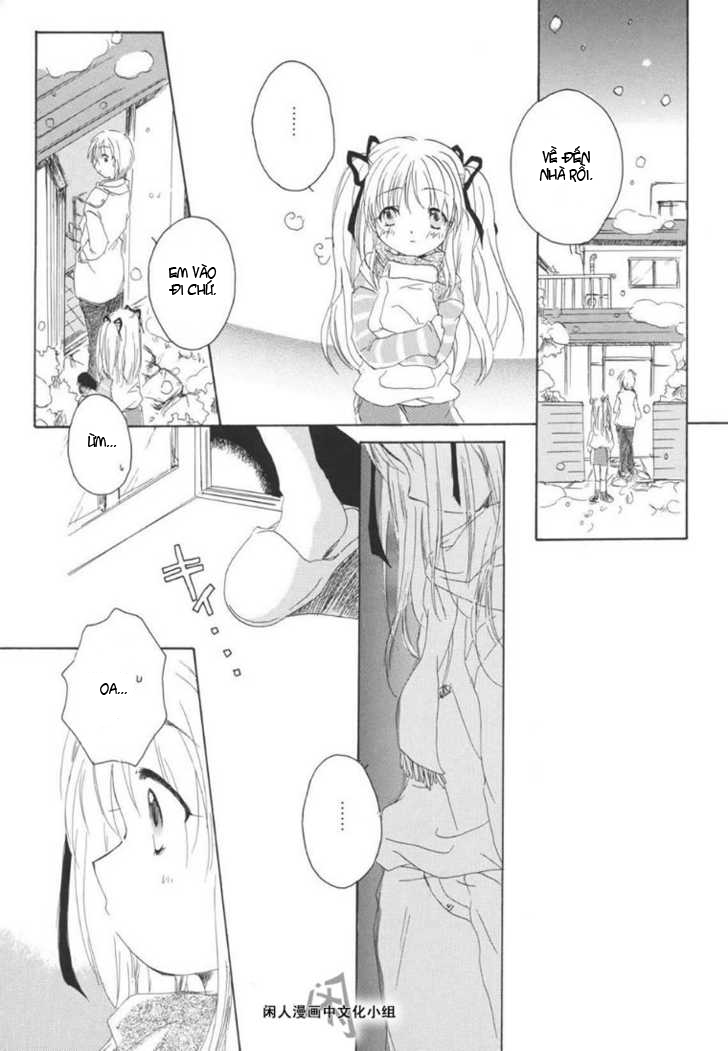 VỀ ĐẾN
NHÀ RỒI.
......
EM VÀO
ĐI CHỨ.
ỪM...
キィ....
......
OA...
闲
闲人漫画中文化小组